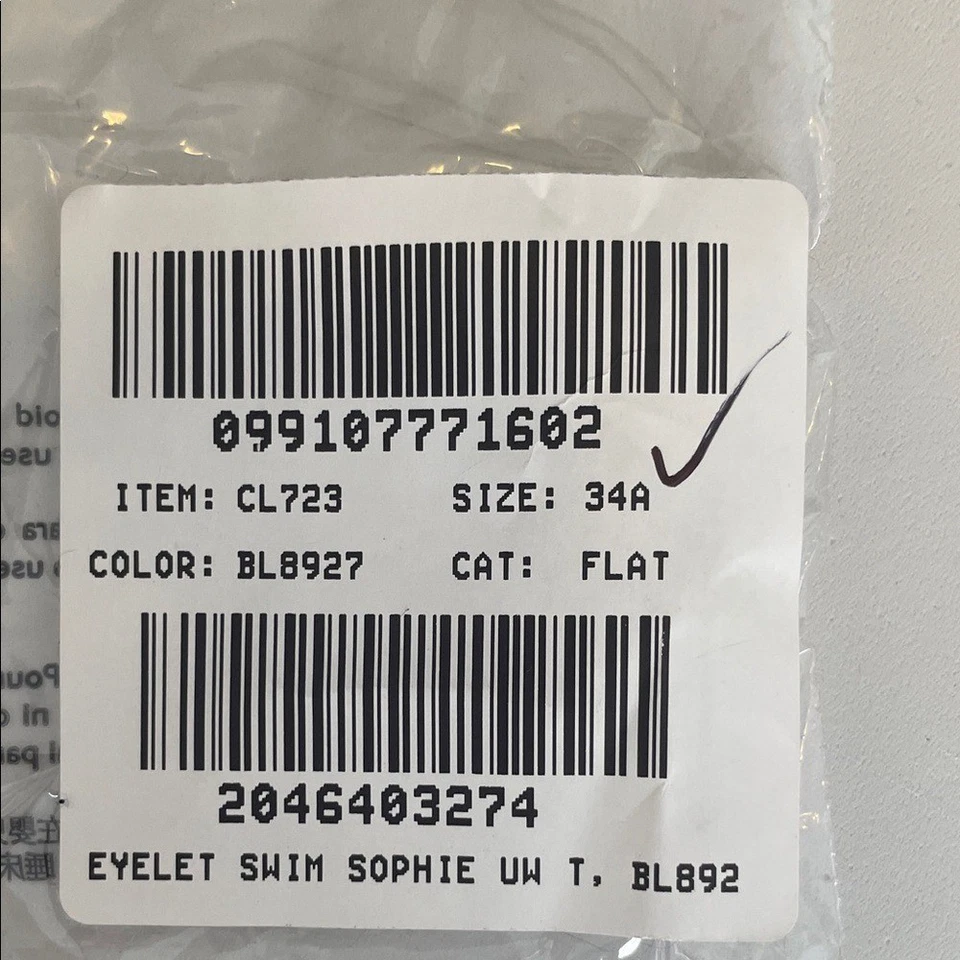 099107771602
ITEM: CL723 SIZE: 34A
COLOR: BL8927 CAT: FLAT
2046403274
EYELET SWIM SOPHIE UW T, BL892